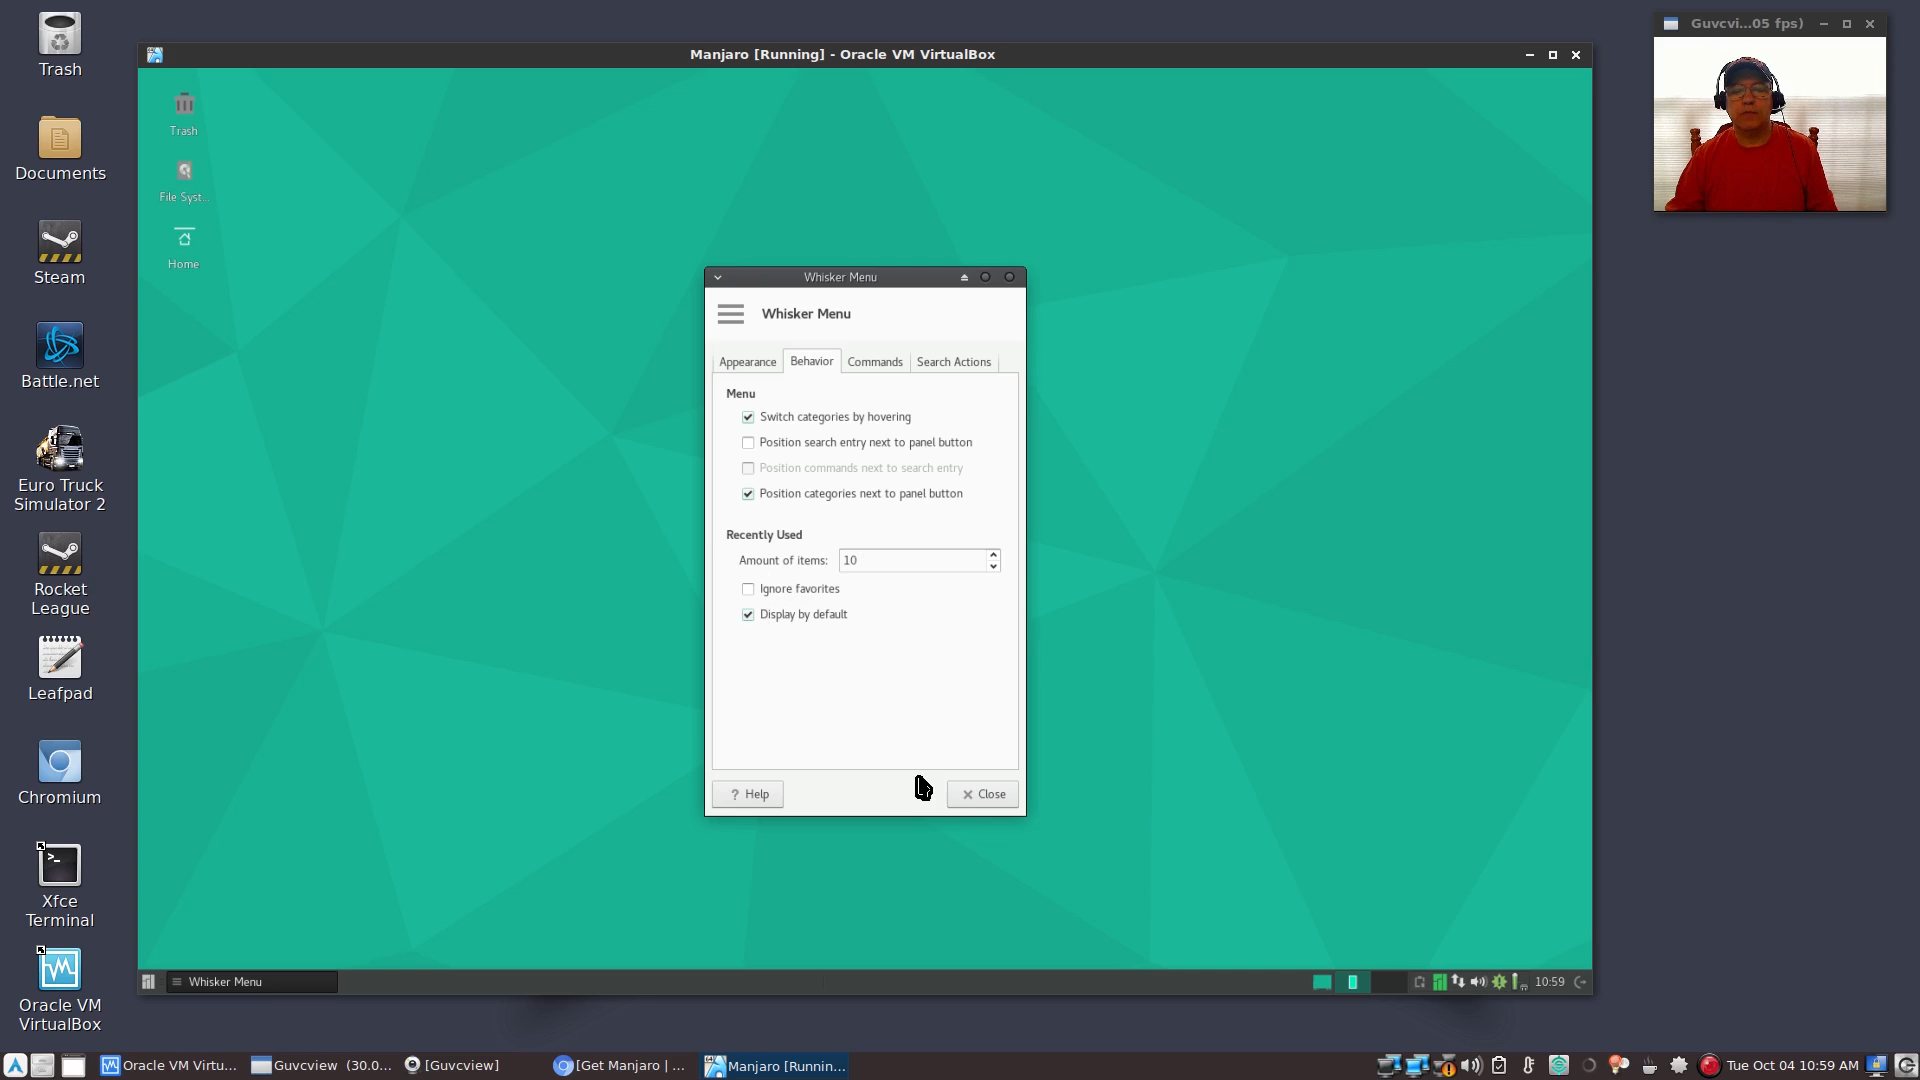 Trash
Documents
Steam
Battle.net
Euro Truck
Simulator 2
Rocket
League
Leafpad
Chromium
Xfce
Terminal
Oracle VM
VirtualBox
Manjaro [Running] - Oracle VM VirtualBox
Guvcvi...05 fps)
Trash
File Syst...
Home
Whisker Menu
Whisker Menu
Appearance
Behavior
Commands
Search Actions
Menu
Switch categories by hovering
Position search entry next to panel button
Position commands next to search entry
Position categories next to panel button
Recently Used
Amount of items: 10
Ignore favorites
Display by default
? Help
Close
Whisker Menu
10:59
Oracle VM Virtu...
Guvcview (30.0...
[Guvcview]
[Get Manjaro | ...
Manjaro [Runnin...
Tue Oct 04 10:59 AM